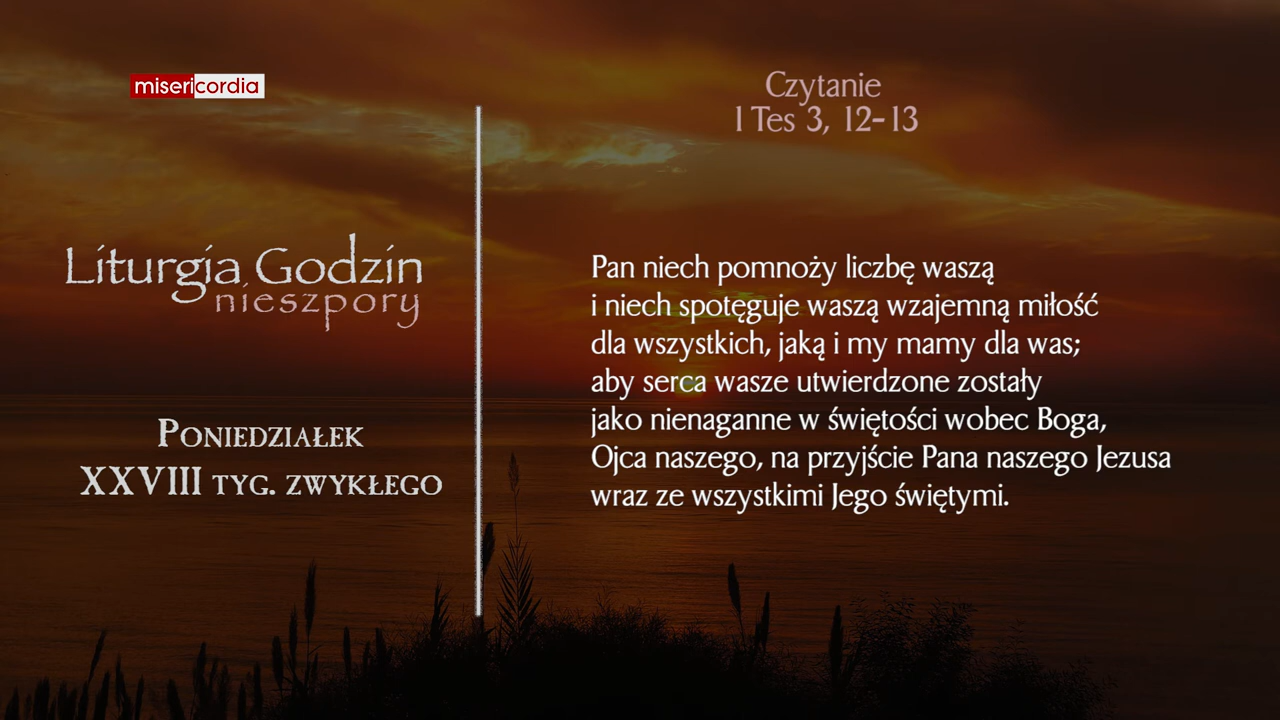 misericordia
Liturgia Godzin
nieszpory
Poniedziałek
XXVIII tyg. zwykłego
Czytanie
1 Tes 3, 12-13
Pan niech pomnoży liczbę waszą
i niech spotęguje waszą wzajemną miłość
dla wszystkich, jaką i my mamy dla was;
aby serca wasze utwierdzone zostały
jako nienaganne w świętości wobec Boga,
Ojca naszego, na przyjście Pana naszego Jezusa
wraz ze wszystkimi Jego świętymi.